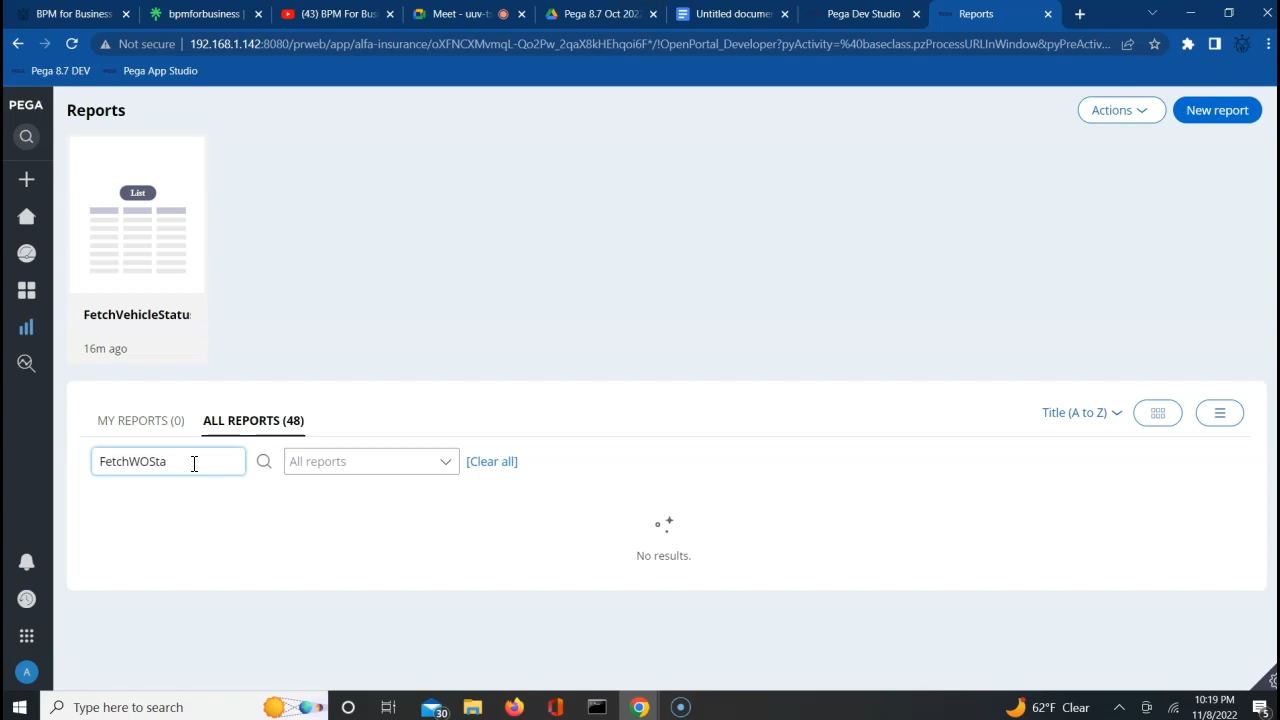 BPM for Business
bpmforbusiness |
(43) BPM For Bus
Meet - uuv-ts
Pega 8.7 Oct 202
Untitled docume
Pega Dev Studio
Reports
Not secure | 192.168.1.142:8080/prweb/app/alfa-insurance/oXFNCXMvmqL-Qo2Pw_2qaX8kHEhqoi6F*/!OpenPortal_Developer?pyActivity=%40baseclass.pzProcessURLInWindow&pyPreActiv...
Pega 8.7 DEV
Pega App Studio
PEGA
Reports
Actions
New report
List
FetchVehicleStatu
16m ago
MY REPORTS (0)
ALL REPORTS (48)
Title (A to Z)
FetchWOSta
All reports
[Clear all]
No results.
A
Type here to search
30
62°F Clear
10:19 PM
11/8/2022
5